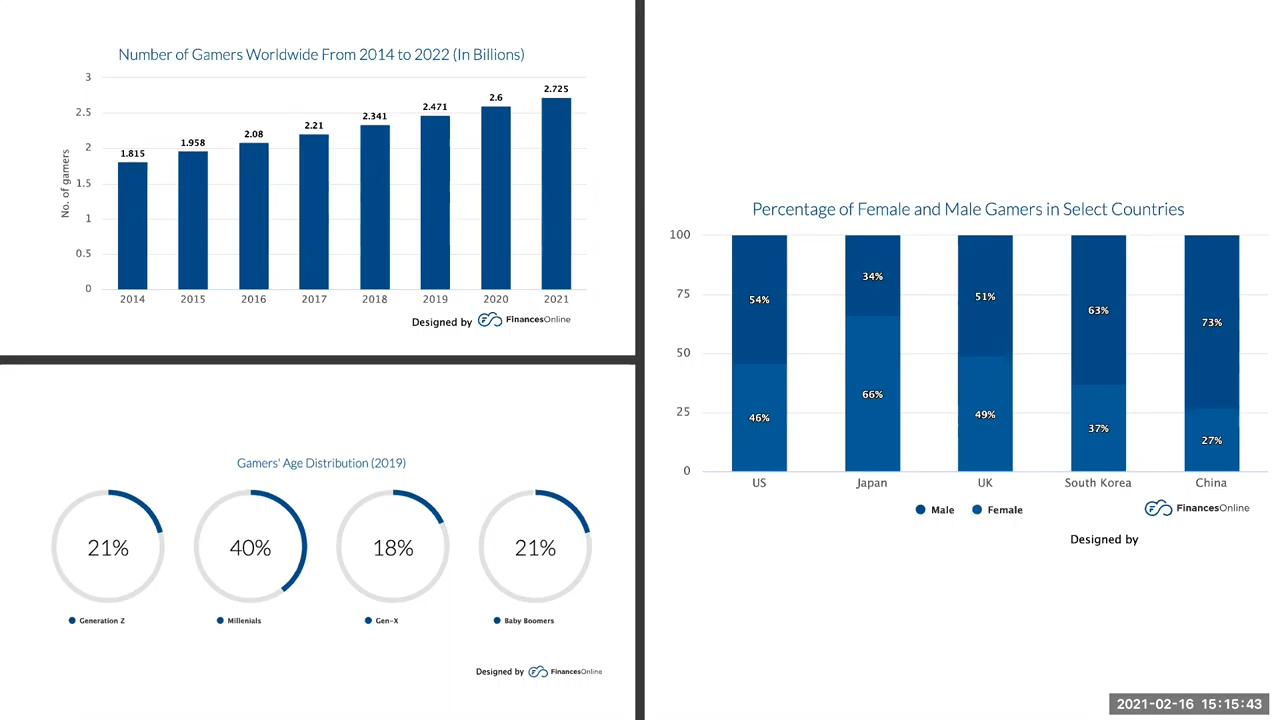 Number of Gamers Worldwide From 2014 to 2022 (In Billions)
No. of gamers
3
2.5
2
1.5
1
0.5
0
1.815
1.958
2.08
2.21
2.341
2.471
2.6
2.725
2014 2015 2016 2017 2018 2019 2020 2021
Designed by FinancesOnline
Gamers' Age Distribution (2019)
21% 40% 18% 21%
Generation Z Millenials Gen-X Baby Boomers
Designed by FinancesOnline
Percentage of Female and Male Gamers in Select Countries
100
75
50
25
0
54% 34% 51% 63% 73%
46% 66% 49% 37% 27%
US Japan UK South Korea China
Male Female
FinancesOnline
Designed by
2021-02-16 15:15:43